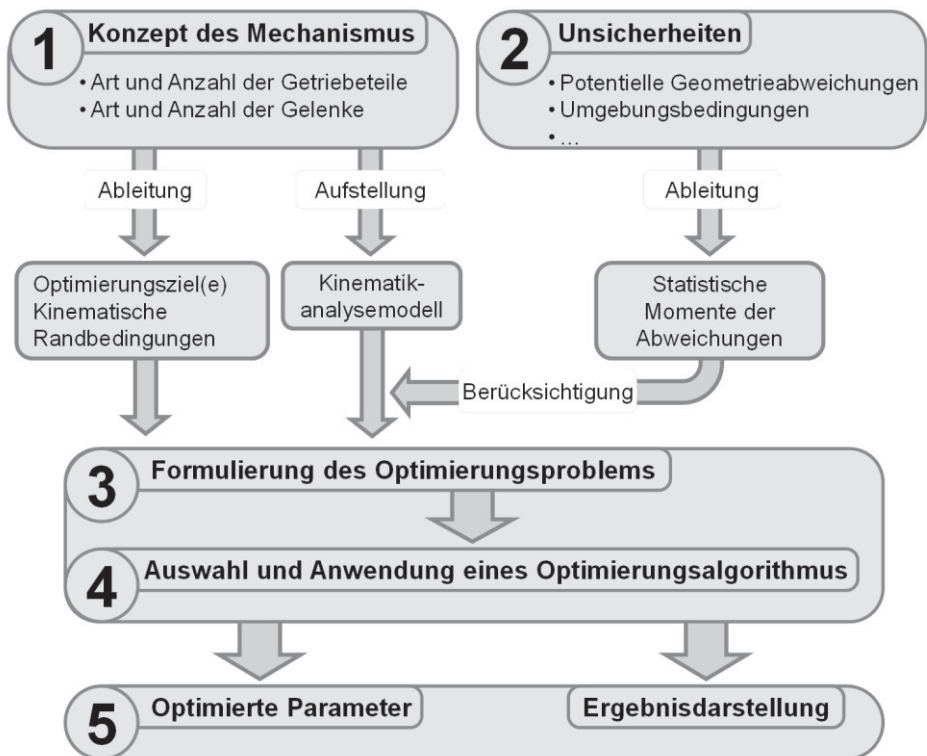 1 Konzept des Mechanismus
• Art und Anzahl der Getriebeteile
• Art und Anzahl der Gelenke
2 Unsicherheiten
• Potentielle Geometrieabweichungen
• Umgebungsbedingungen
• ...
Ableitung
Aufstellung
Ableitung
Optimierungsziel(e)
Kinematische
Randbedingungen
Kinematik-
analysemodell
Statistische
Momente der
Abweichungen
Berücksichtigung
3 Formulierung des Optimierungsproblems
4 Auswahl und Anwendung eines Optimierungsalgorithmus
5 Optimierte Parameter
Ergebnisdarstellung